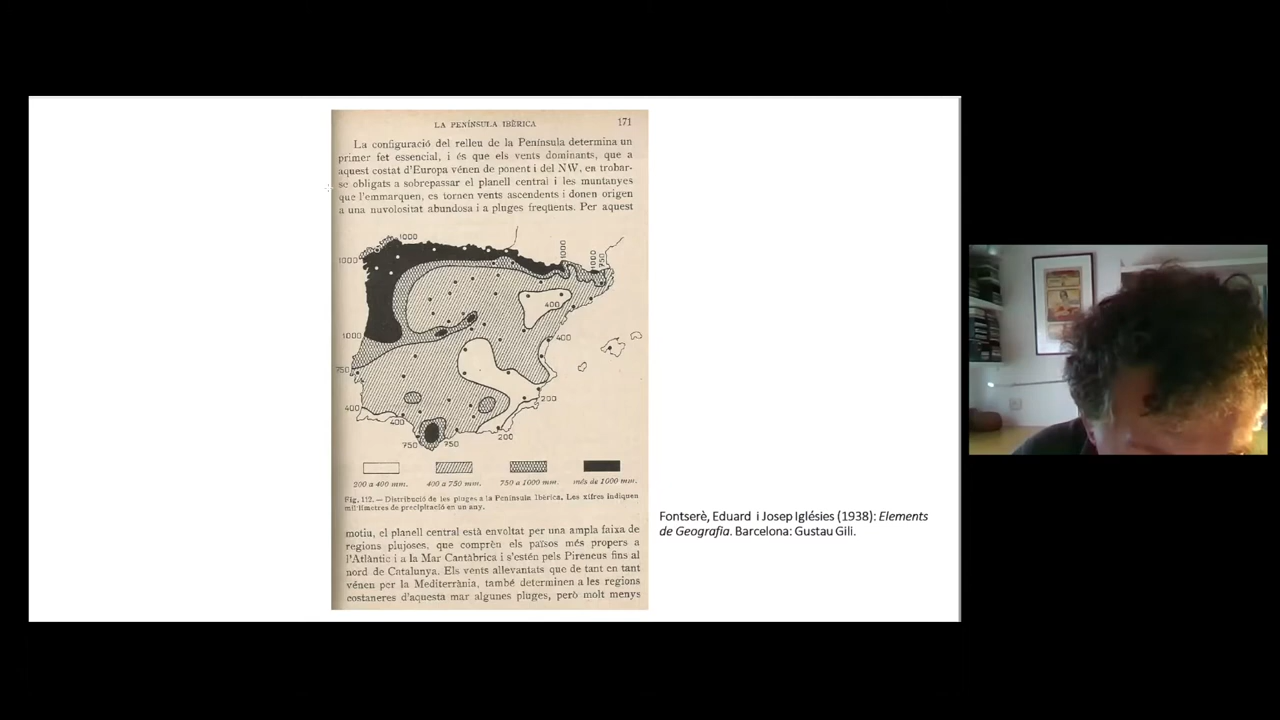 LA PENÍNSULA IBÈRICA 171
La configuració del relleu de la Península determina un
primer fet essencial, i és que els vents dominants, que a
aquest costat d'Europa vénen de ponent i del NW, en trobar-
se obligats a sobrepassar el planell central i les muntanyes
que l'emmarquen, es tornen vents ascendents i donen origen
a una nuvolositat abundosa i a pluges freqüents. Per aquest
1000
1000
1000
1000
750
400
1000
400
750
200
400
400
750
750
200
200 a 400 mm. 400 a 750 mm. 750 a 1000 mm. més de 1000 mm.
Fig. 112. — Distribució de les pluges a la Península Ibèrica. Les xifres indiquen
mil·límetres de precipitació en un any.
motiu, el planell central està envoltat per una ampla faixa de
regions plujoses, que comprèn els països més propers a
l'Atlàntic i a la Mar Cantàbrica i s'estén pels Pireneus fins al
nord de Catalunya. Els vents allevantats que de tant en tant
vénen per la Mediterrània, també determinen a les regions
costaneres d'aquesta mar algunes pluges, però molt menys
Fontserè, Eduard i Josep Iglésies (1938): Elements
de Geografia. Barcelona: Gustau Gili.